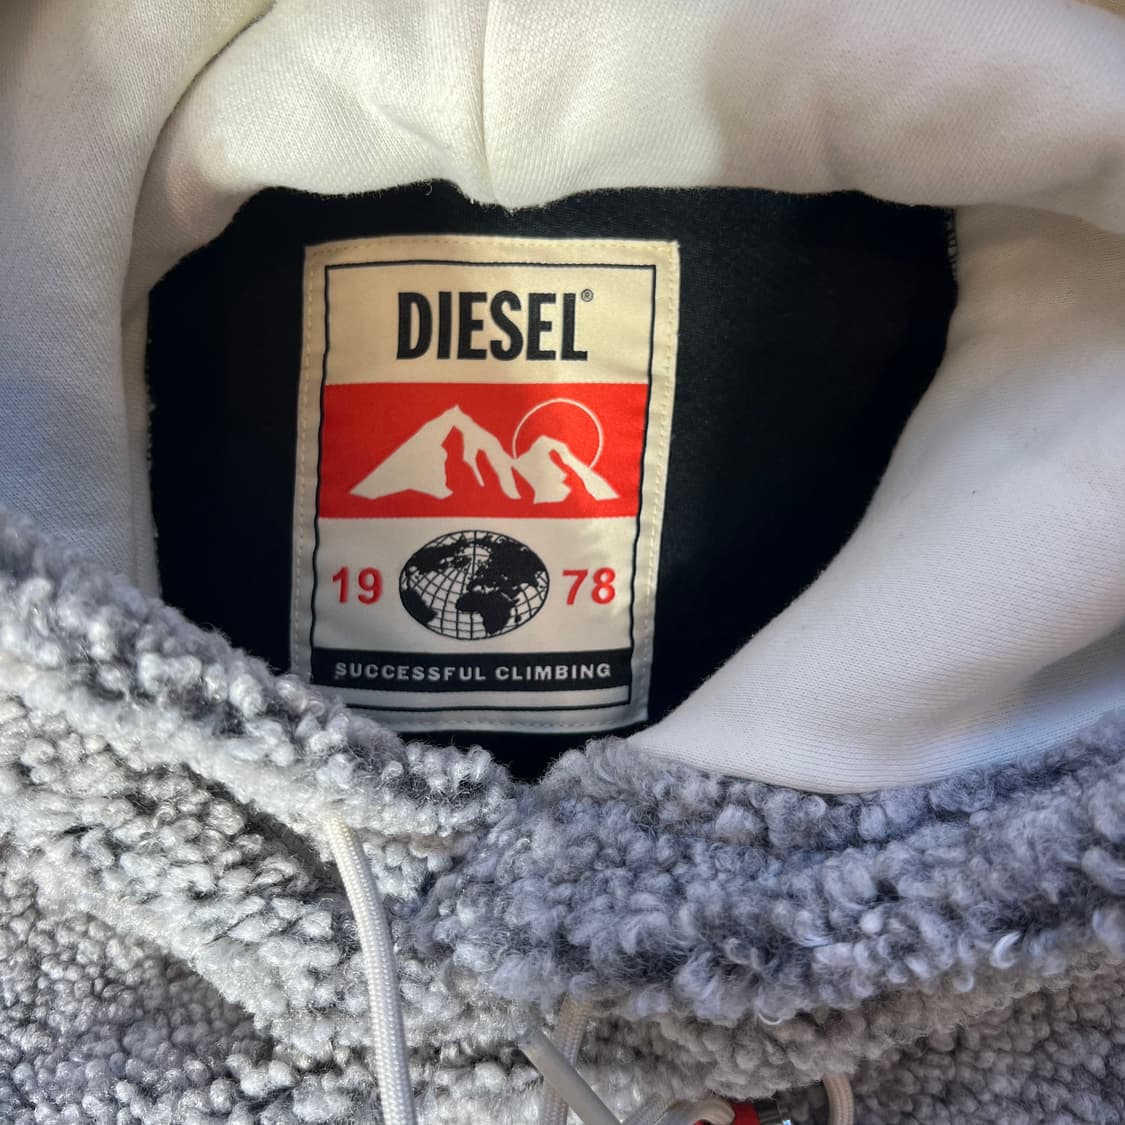 DIESEL®
19 78
SUCCESSFUL CLIMBING